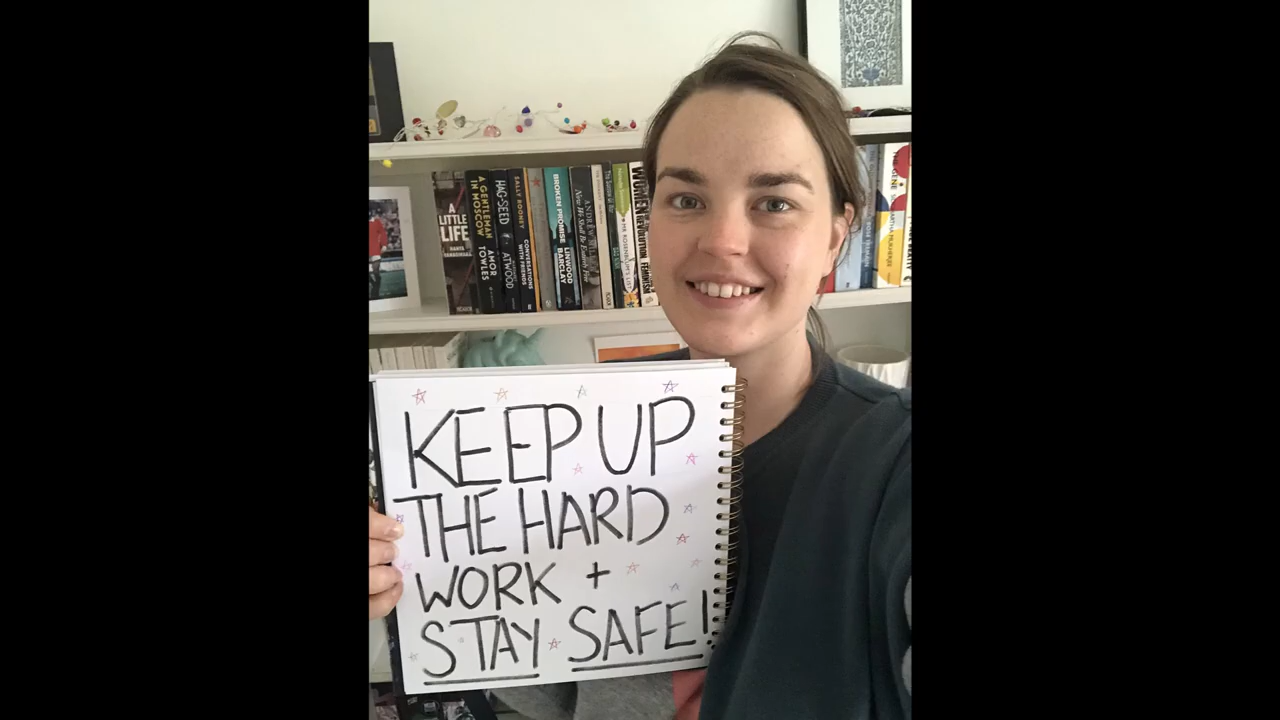 A LITTLE LIFE
A GENTLEMAN IN MOSCOW AMOR TOWLES
HAG-SEED ATWOOD
SALLY ROONEY CONVERSATIONS WITH FRIENDS
BROKEN PROMISE LINWOOD BARCLAY
KEEP UP
THE HARD
WORK +
STAY SAFE!